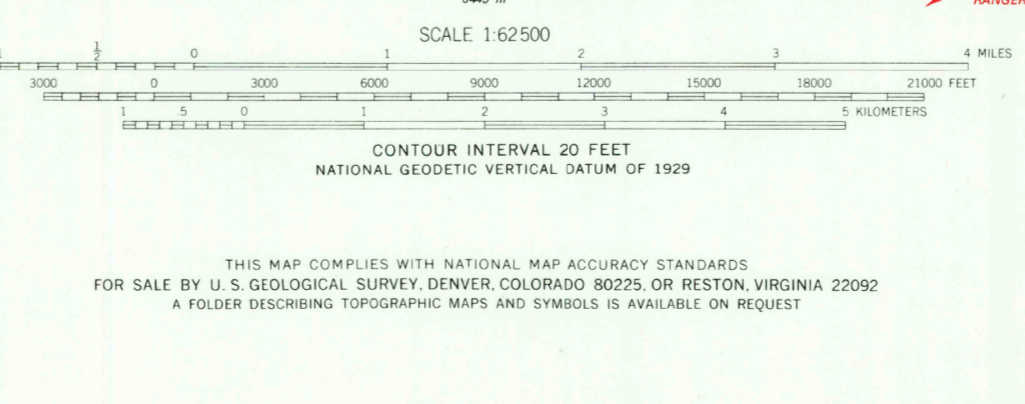 RANGER
SCALE 1:62500
1 1/2 0 1 2 3 4 MILES
3000 0 3000 6000 9000 12000 15000 18000 21000 FEET
1 .5 0 1 2 3 4 5 KILOMETERS
CONTOUR INTERVAL 20 FEET
NATIONAL GEODETIC VERTICAL DATUM OF 1929
THIS MAP COMPLIES WITH NATIONAL MAP ACCURACY STANDARDS
FOR SALE BY U. S. GEOLOGICAL SURVEY, DENVER, COLORADO 80225, OR RESTON, VIRGINIA 22092
A FOLDER DESCRIBING TOPOGRAPHIC MAPS AND SYMBOLS IS AVAILABLE ON REQUEST